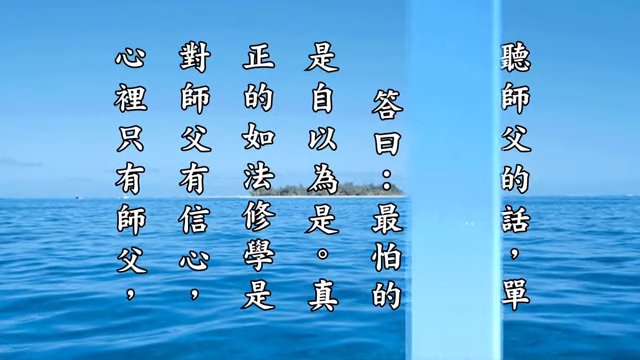 聽師父的話，單
答曰：最怕的
是自以為是。真
正的如法修學是
對師父有信心，
心裡只有師父，